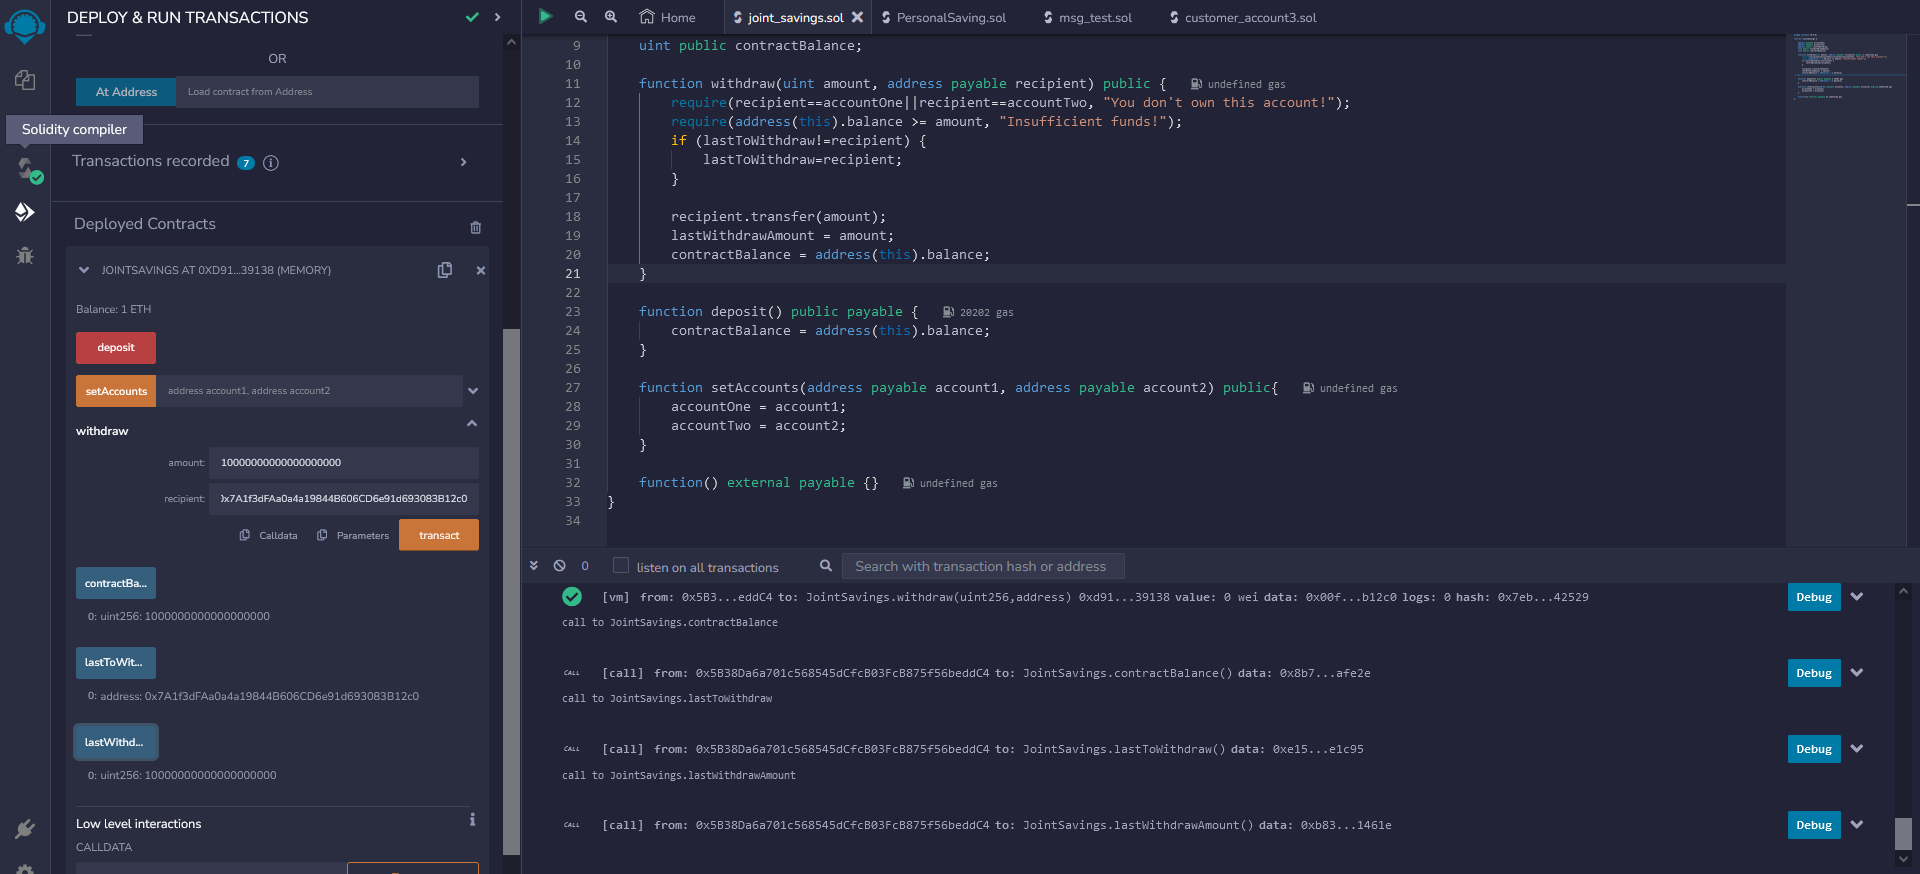 DEPLOY & RUN TRANSACTIONS
OR
At Address
Load contract from Address
Solidity compiler
Transactions recorded 7
Deployed Contracts
JOINTSAVINGS AT 0XD91...39138 (MEMORY)
Balance: 1 ETH
deposit
setAccounts
address account1, address account2
withdraw
amount: 10000000000000000000
recipient: 0x7A1f3dFAa0a4a19844B606CD6e91d693083B12c0
Calldata
Parameters
transact
contractBa...
0: uint256: 1000000000000000000
lastToWit...
0: address: 0x7A1f3dFAa0a4a19844B606CD6e91d693083B12c0
lastWithd...
0: uint256: 10000000000000000000
Low level interactions
CALLDATA
Home
joint_savings.sol
PersonalSaving.sol
msg_test.sol
customer_account3.sol
9 uint public contractBalance;
10
11 function withdraw(uint amount, address payable recipient) public { undefined gas
12 require(recipient==accountOne||recipient==accountTwo, "You don't own this account!");
13 require(address(this).balance >= amount, "Insufficient funds!");
14 if (lastToWithdraw!=recipient) {
15 lastToWithdraw=recipient;
16 }
17
18 recipient.transfer(amount);
19 lastWithdrawAmount = amount;
20 contractBalance = address(this).balance;
21 }
22
23 function deposit() public payable { 20202 gas
24 contractBalance = address(this).balance;
25 }
26
27 function setAccounts(address payable account1, address payable account2) public{ undefined gas
28 accountOne = account1;
29 accountTwo = account2;
30 }
31
32 function() external payable {} undefined gas
33 }
34
0
listen on all transactions
Search with transaction hash or address
[vm] from: 0x5B3...eddC4 to: JointSavings.withdraw(uint256,address) 0xd91...39138 value: 0 wei data: 0x00f...b12c0 logs: 0 hash: 0x7eb...42529
Debug
call to JointSavings.contractBalance
CALL [call] from: 0x5B38Da6a701c568545dCfcB03FcB875f56beddC4 to: JointSavings.contractBalance() data: 0x8b7...afe2e
Debug
call to JointSavings.lastToWithdraw
CALL [call] from: 0x5B38Da6a701c568545dCfcB03FcB875f56beddC4 to: JointSavings.lastToWithdraw() data: 0xe15...e1c95
Debug
call to JointSavings.lastWithdrawAmount
CALL [call] from: 0x5B38Da6a701c568545dCfcB03FcB875f56beddC4 to: JointSavings.lastWithdrawAmount() data: 0xb83...1461e
Debug